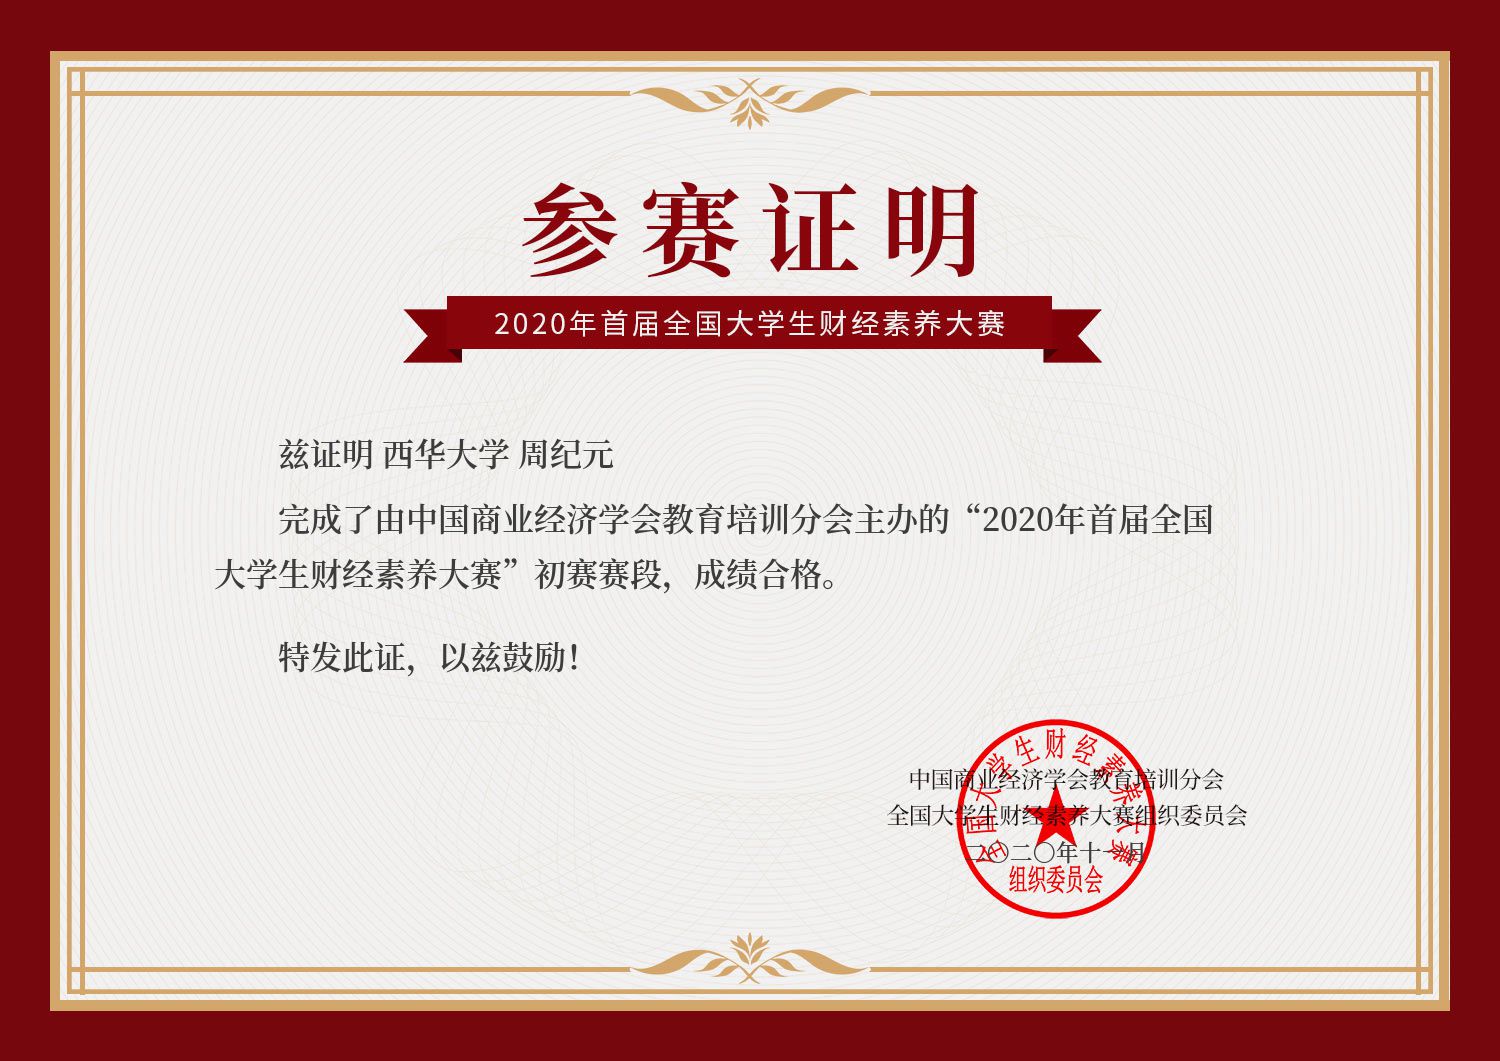 参赛证明
2020年首届全国大学生财经素养大赛
兹证明 西华大学 周纪元
完成了由中国商业经济学会教育培训分会主办的“2020年首届全国
大学生财经素养大赛”初赛赛段，成绩合格。
特发此证，以兹鼓励！
中国商业经济学会教育培训分会
全国大学生财经素养大赛组织委员会
二〇二〇年十一月
全国大学生财经素养大赛
组织委员会